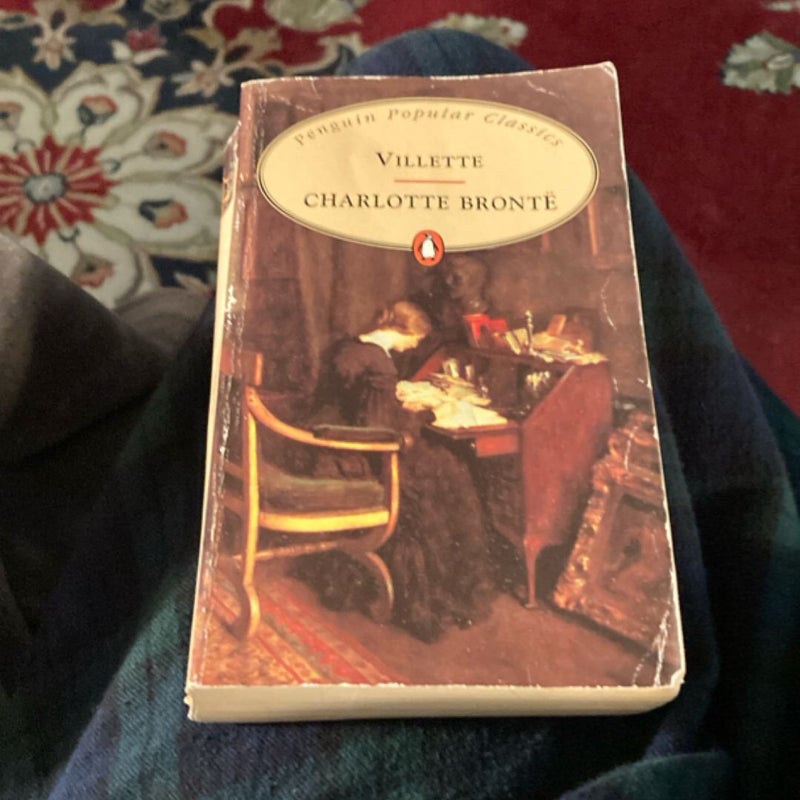 Penguin Popular Classics
VILLETTE
CHARLOTTE BRONTË